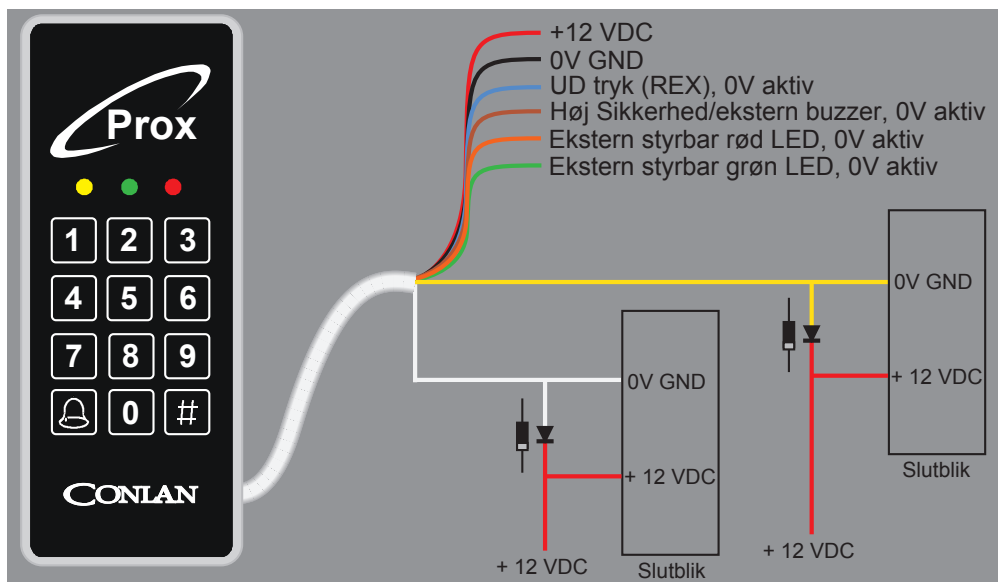 Prox
1 2 3
4 5 6
7 8 9
0 #
CONLAN
+12 VDC
0V GND
UD tryk (REX), 0V aktiv
Høj Sikkerhed/ekstern buzzer, 0V aktiv
Ekstern styrbar rød LED, 0V aktiv
Ekstern styrbar grøn LED, 0V aktiv
0V GND
+ 12 VDC
Slutblik
+ 12 VDC
0V GND
+ 12 VDC
Slutblik
+ 12 VDC